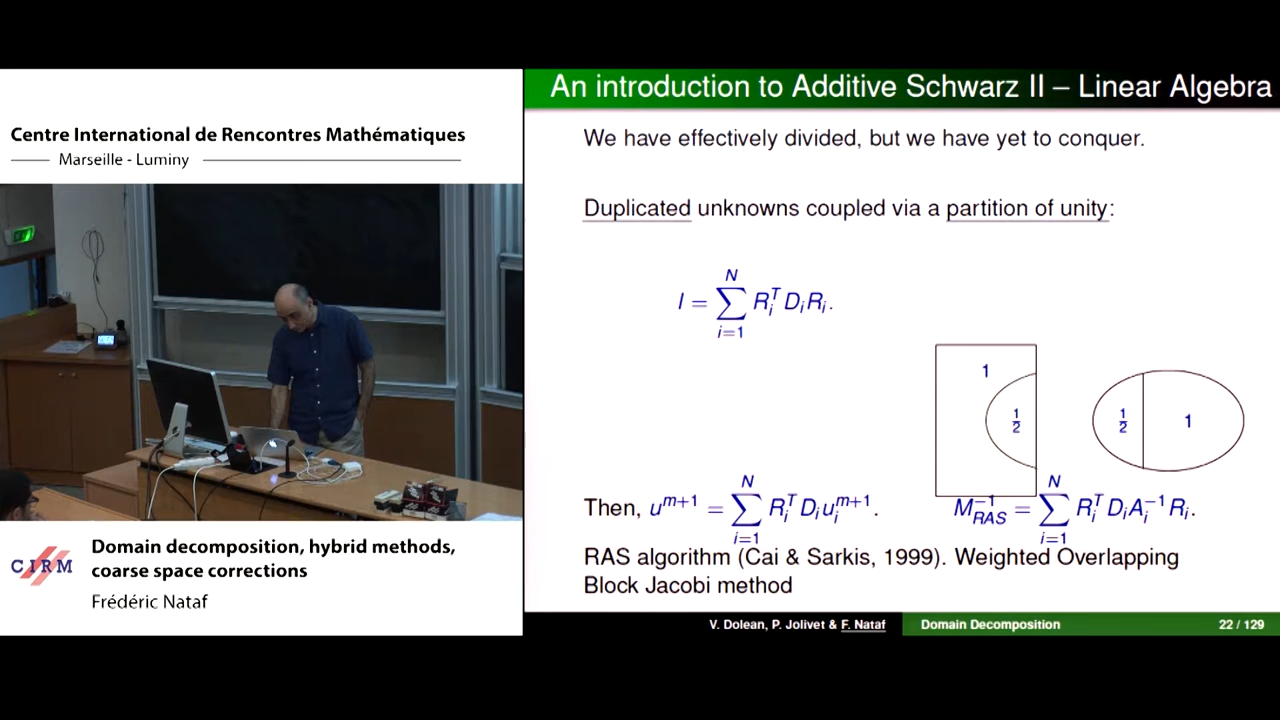 Centre International de Rencontres Mathématiques
Marseille - Luminy
CIRM
Domain decomposition, hybrid methods,
coarse space corrections
Frédéric Nataf
An introduction to Additive Schwarz II – Linear Algebra
We have effectively divided, but we have yet to conquer.
Duplicated unknowns coupled via a partition of unity:
I = ∑_{i=1}^{N} R_i^T D_i R_i.
1
1/2
1/2
1
Then, u^{m+1} = ∑_{i=1}^{N} R_i^T D_i u_i^{m+1}. M_{RAS}^{-1} = ∑_{i=1}^{N} R_i^T D_i A_i^{-1} R_i.
RAS algorithm (Cai & Sarkis, 1999). Weighted Overlapping
Block Jacobi method
V. Dolean, P. Jolivet & F. Nataf Domain Decomposition 22 / 129